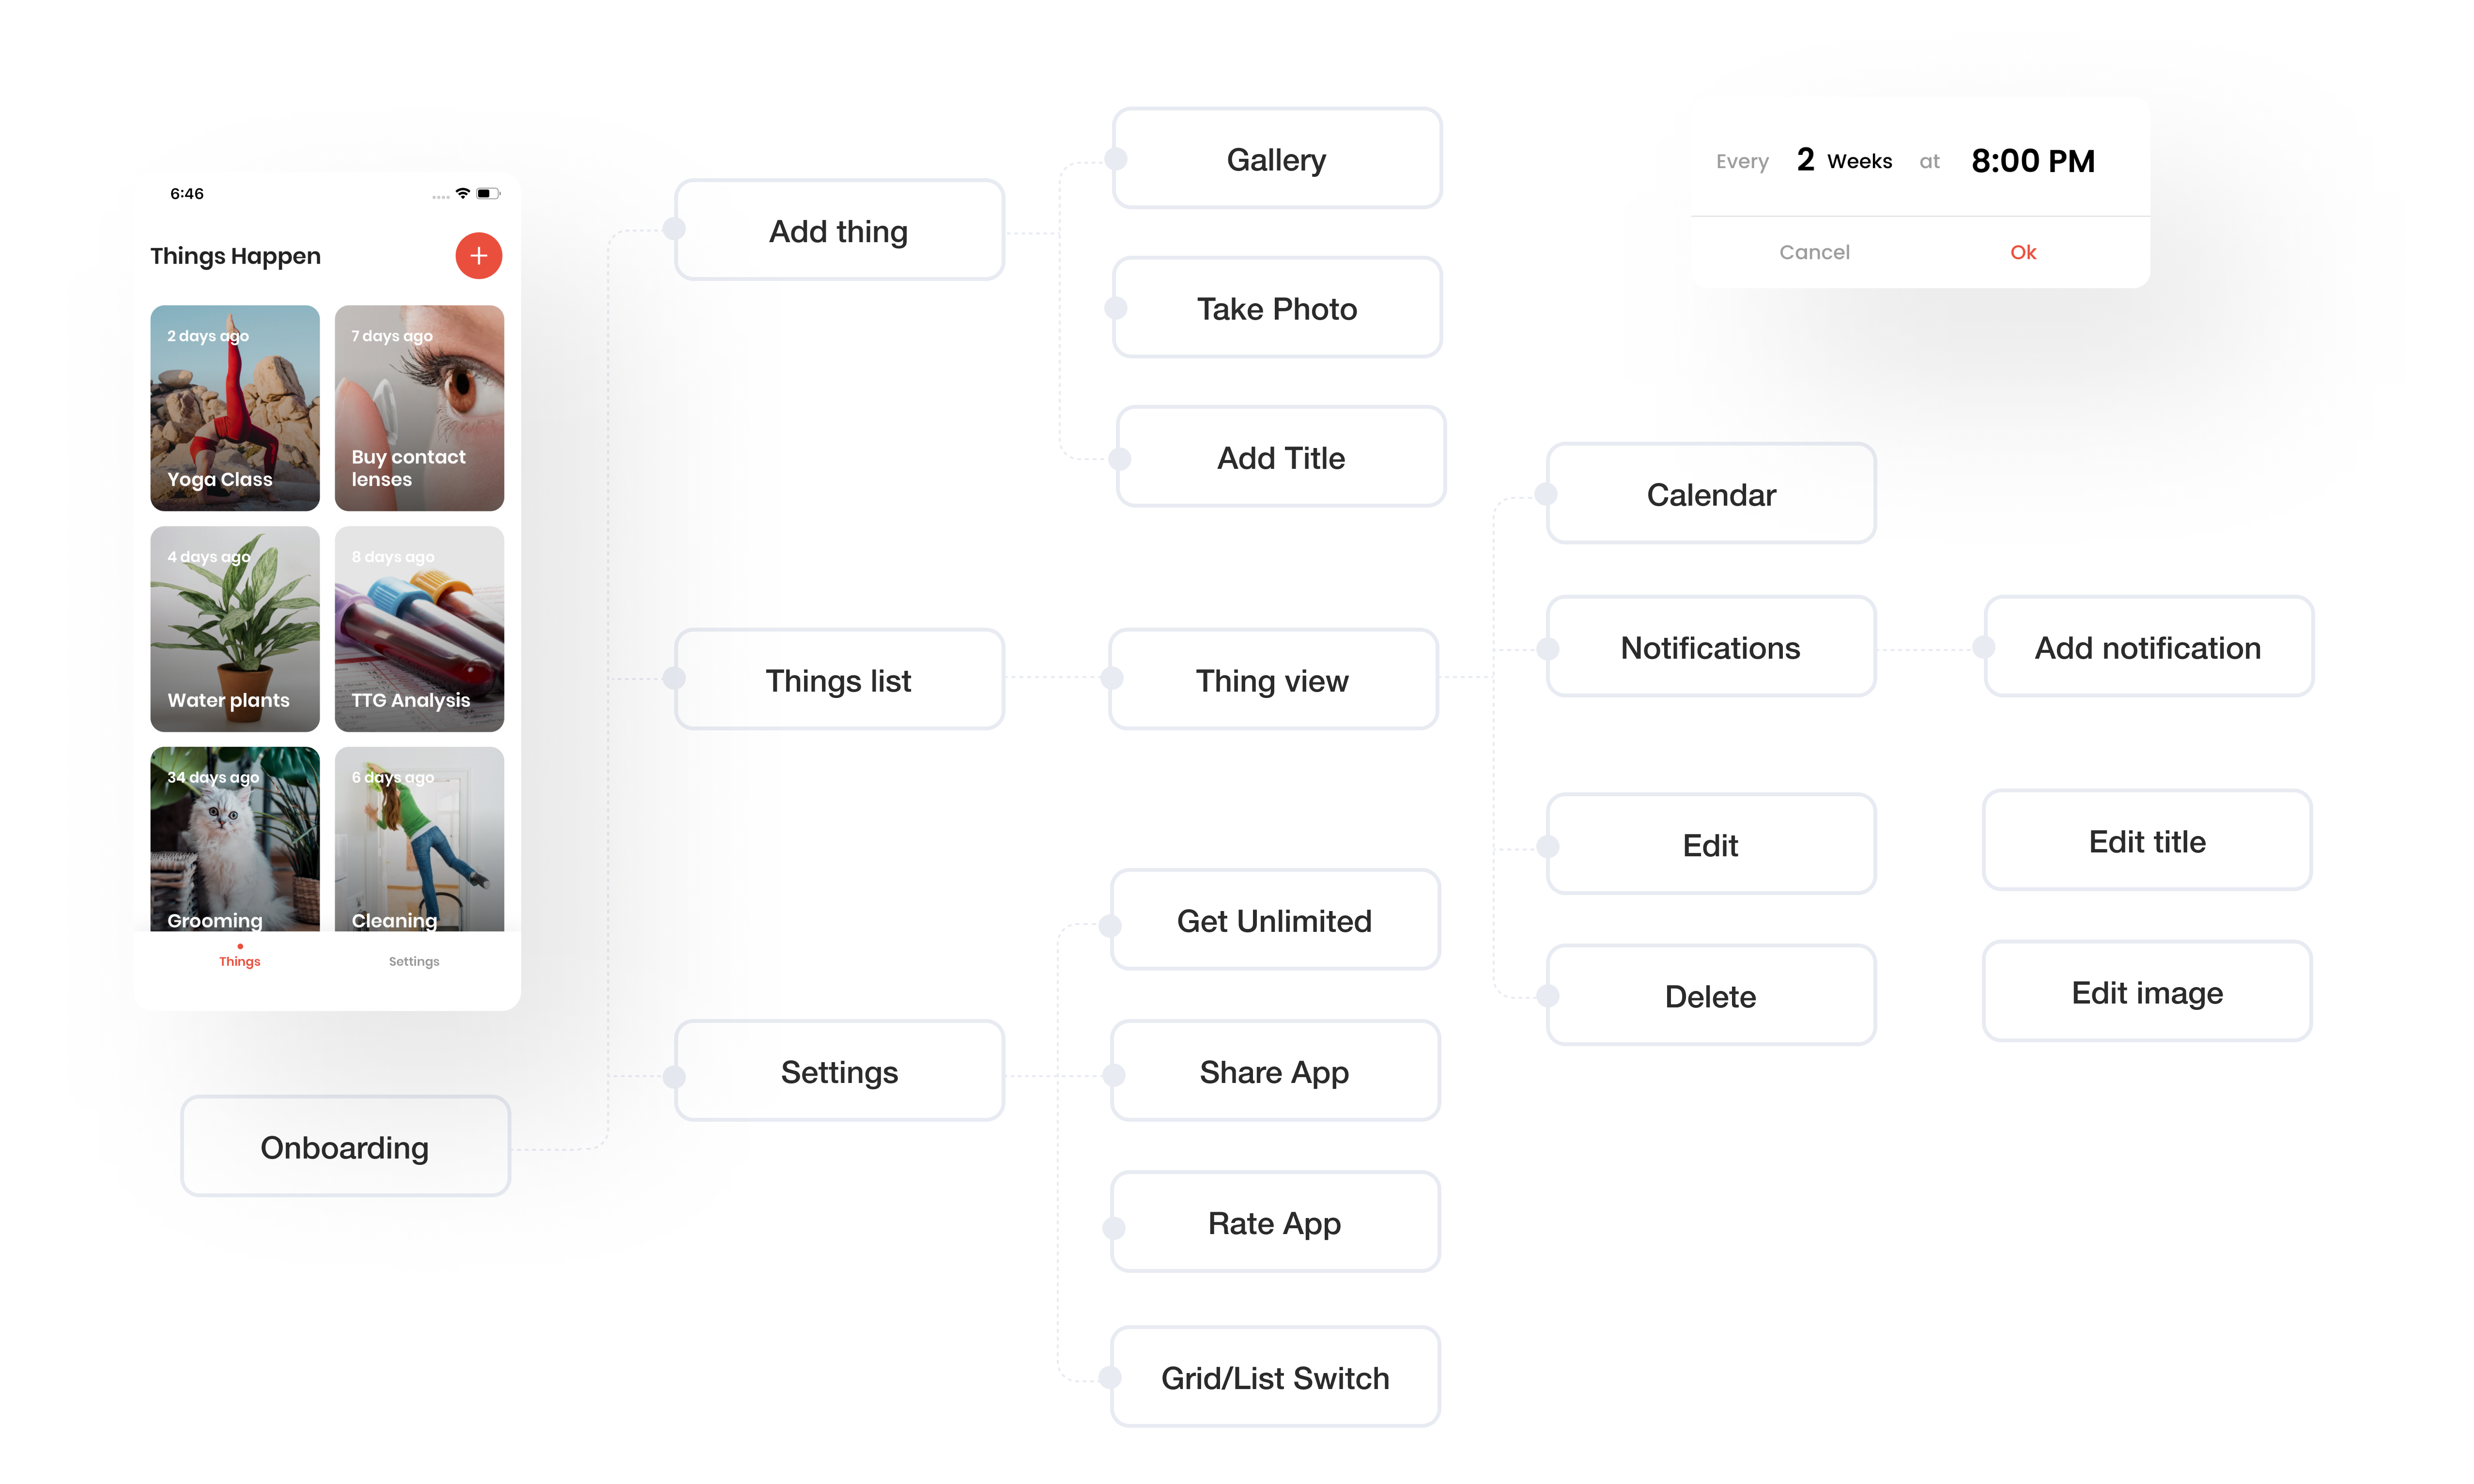 6:46
Things Happen
2 days ago
Yoga Class
7 days ago
Buy contact
lenses
4 days ago
Water plants
8 days ago
TTG Analysis
34 days ago
Grooming
6 days ago
Cleaning
Things
Settings
Onboarding
Add thing
Things list
Settings
Gallery
Take Photo
Add Title
Thing view
Get Unlimited
Share App
Rate App
Grid/List Switch
Calendar
Notifications
Edit
Delete
Add notification
Edit title
Edit image
Every 2 Weeks at 8:00 PM
Cancel
Ok